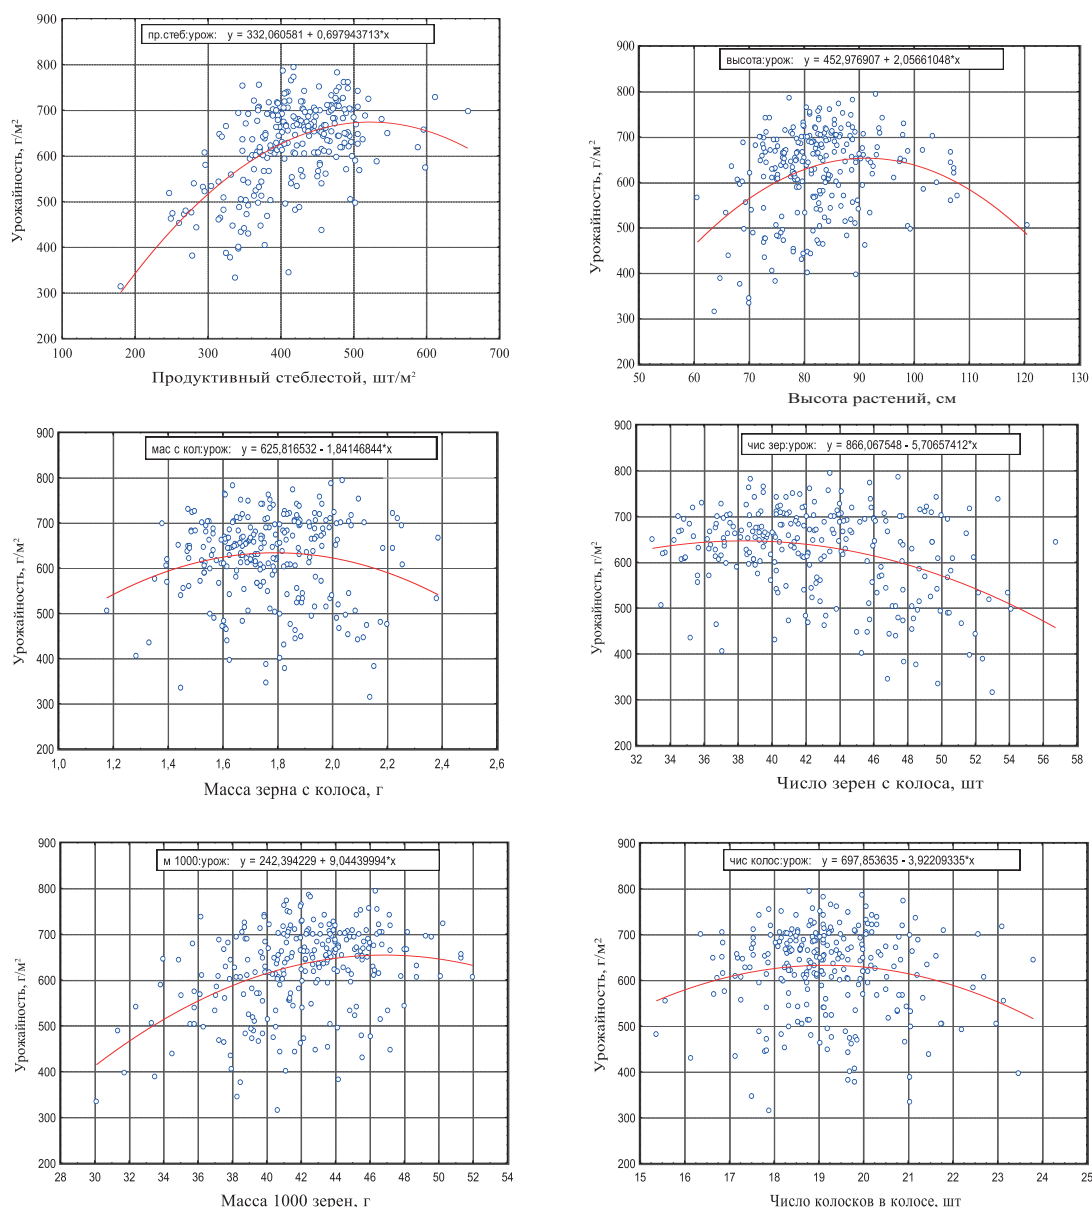 пр.стеб:урож: y = 332,060581 + 0,697943713*x
Урожайность, г/м²
900
800
700
600
500
400
300
200
100 200 300 400 500 600 700
Продуктивный стеблестой, шт/м²
высота:урож: y = 452,976907 + 2,05661048*x
Урожайность, г/м²
900
800
700
600
500
400
300
200
50 60 70 80 90 100 110 120 130
Высота растений, см
мас с кол:урож: y = 625,816532 - 1,84146844*x
Урожайность, г/м²
900
800
700
600
500
400
300
200
1,0 1,2 1,4 1,6 1,8 2,0 2,2 2,4 2,6
Масса зерна с колоса, г
чис зер:урож: y = 866,067548 - 5,70657412*x
Урожайность, г/м²
900
800
700
600
500
400
300
200
32 34 36 38 40 42 44 46 48 50 52 54 56 58
Число зерен с колоса, шт
м 1000:урож: y = 242,394229 + 9,04439994*x
Урожайность, г/м²
900
800
700
600
500
400
300
200
28 30 32 34 36 38 40 42 44 46 48 50 52 54
Масса 1000 зерен, г
чис колос:урож: y = 697,853635 - 3,92209335*x
Урожайность, г/м²
900
800
700
600
500
400
300
200
15 16 17 18 19 20 21 22 23 24 25
Число колосков в колосе, шт